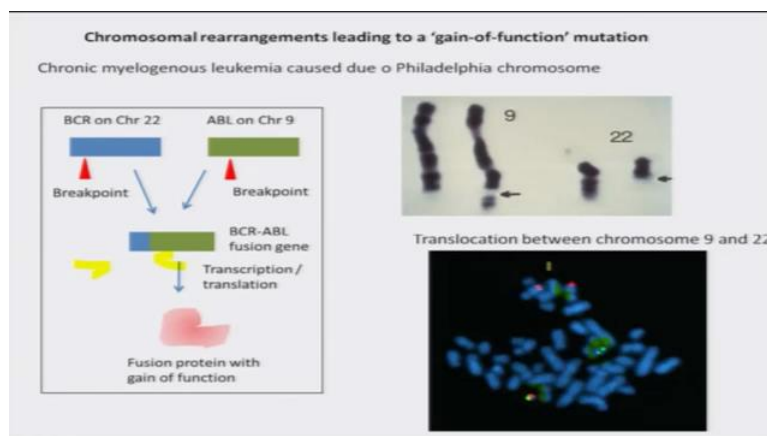 Chromosomal rearrangements leading to a 'gain-of-function' mutation
Chronic myelogenous leukemia caused due o Philadelphia chromosome
BCR on Chr 22
ABL on Chr 9
Breakpoint
Breakpoint
BCR-ABL
fusion gene
Transcription /
translation
Fusion protein with
gain of function
9
22
Translocation between chromosome 9 and 22